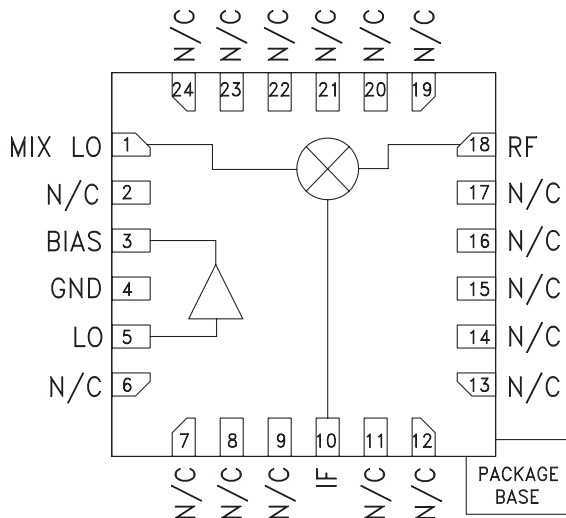 N/C N/C N/C N/C N/C N/C
24 23 22 21 20 19
MIX LO 1 18 RF
N/C 2 17 N/C
BIAS 3 16 N/C
GND 4 15 N/C
LO 5 14 N/C
N/C 6 13 N/C
7 8 9 10 11 12
N/C N/C N/C IF N/C N/C
PACKAGE
BASE